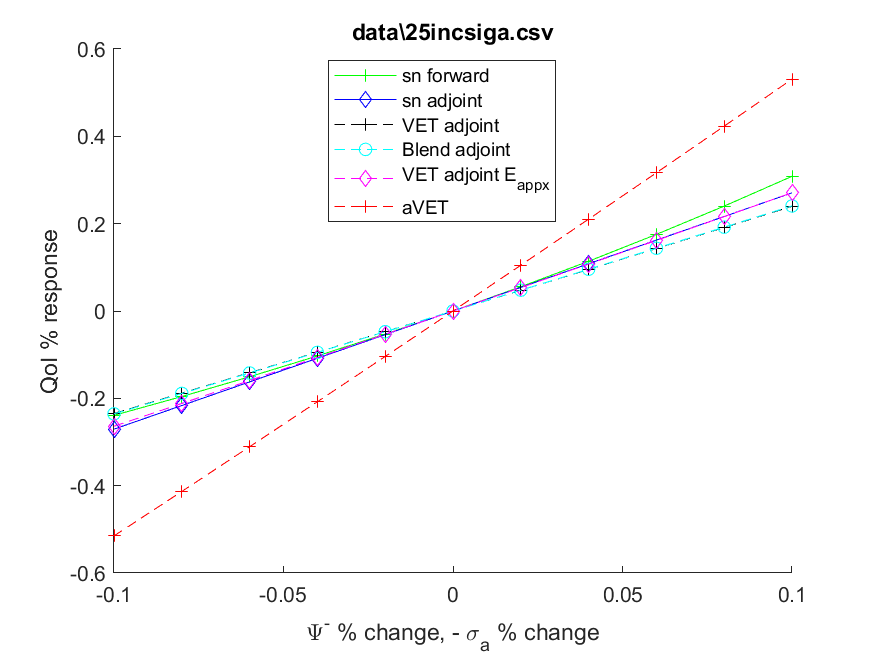 data\25incsiga.csv
0.6
0.4
0.2
0
-0.2
-0.4
-0.6
QoI % response
sn forward
sn adjoint
VET adjoint
Blend adjoint
VET adjoint E_appx
aVET
-0.1
-0.05
0
0.05
0.1
Ψ^- % change, - σ_a % change